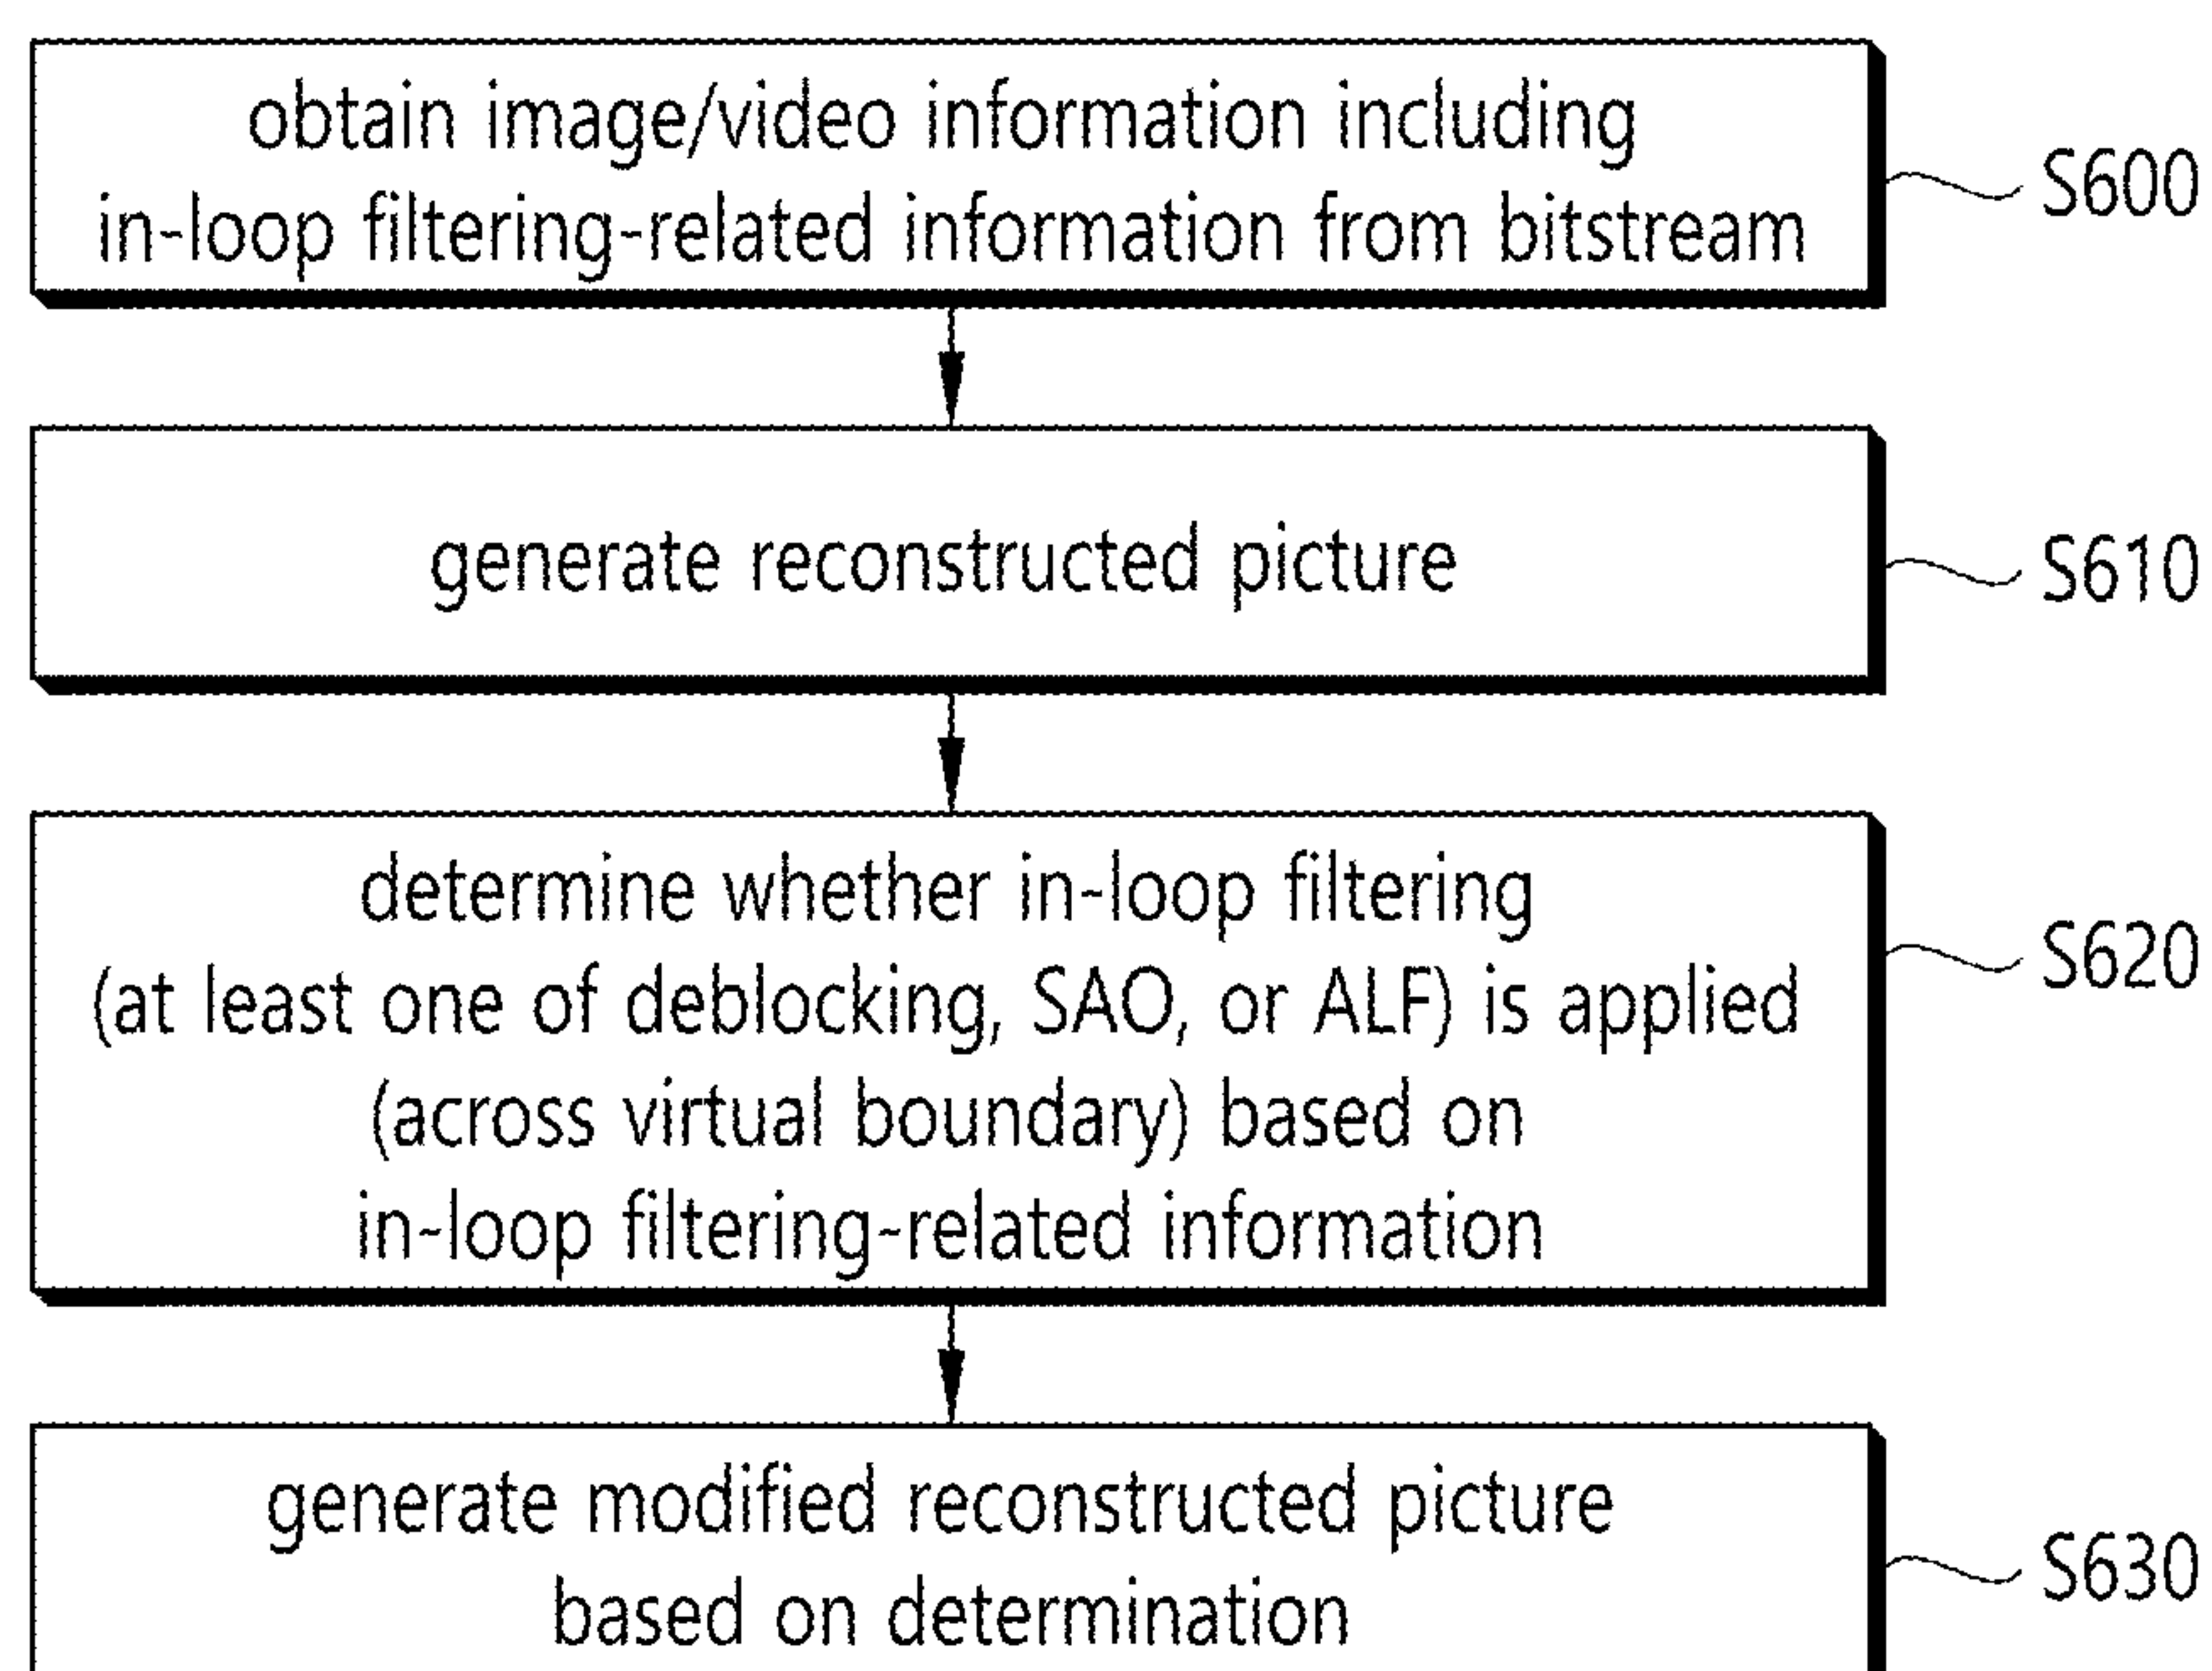 obtain image/video information including
in-loop filtering-related information from bitstream
S600
generate reconstructed picture
S610
determine whether in-loop filtering
(at least one of deblocking, SAO, or ALF) is applied
(across virtual boundary) based on
in-loop filtering-related information
S620
generate modified reconstructed picture
based on determination
S630